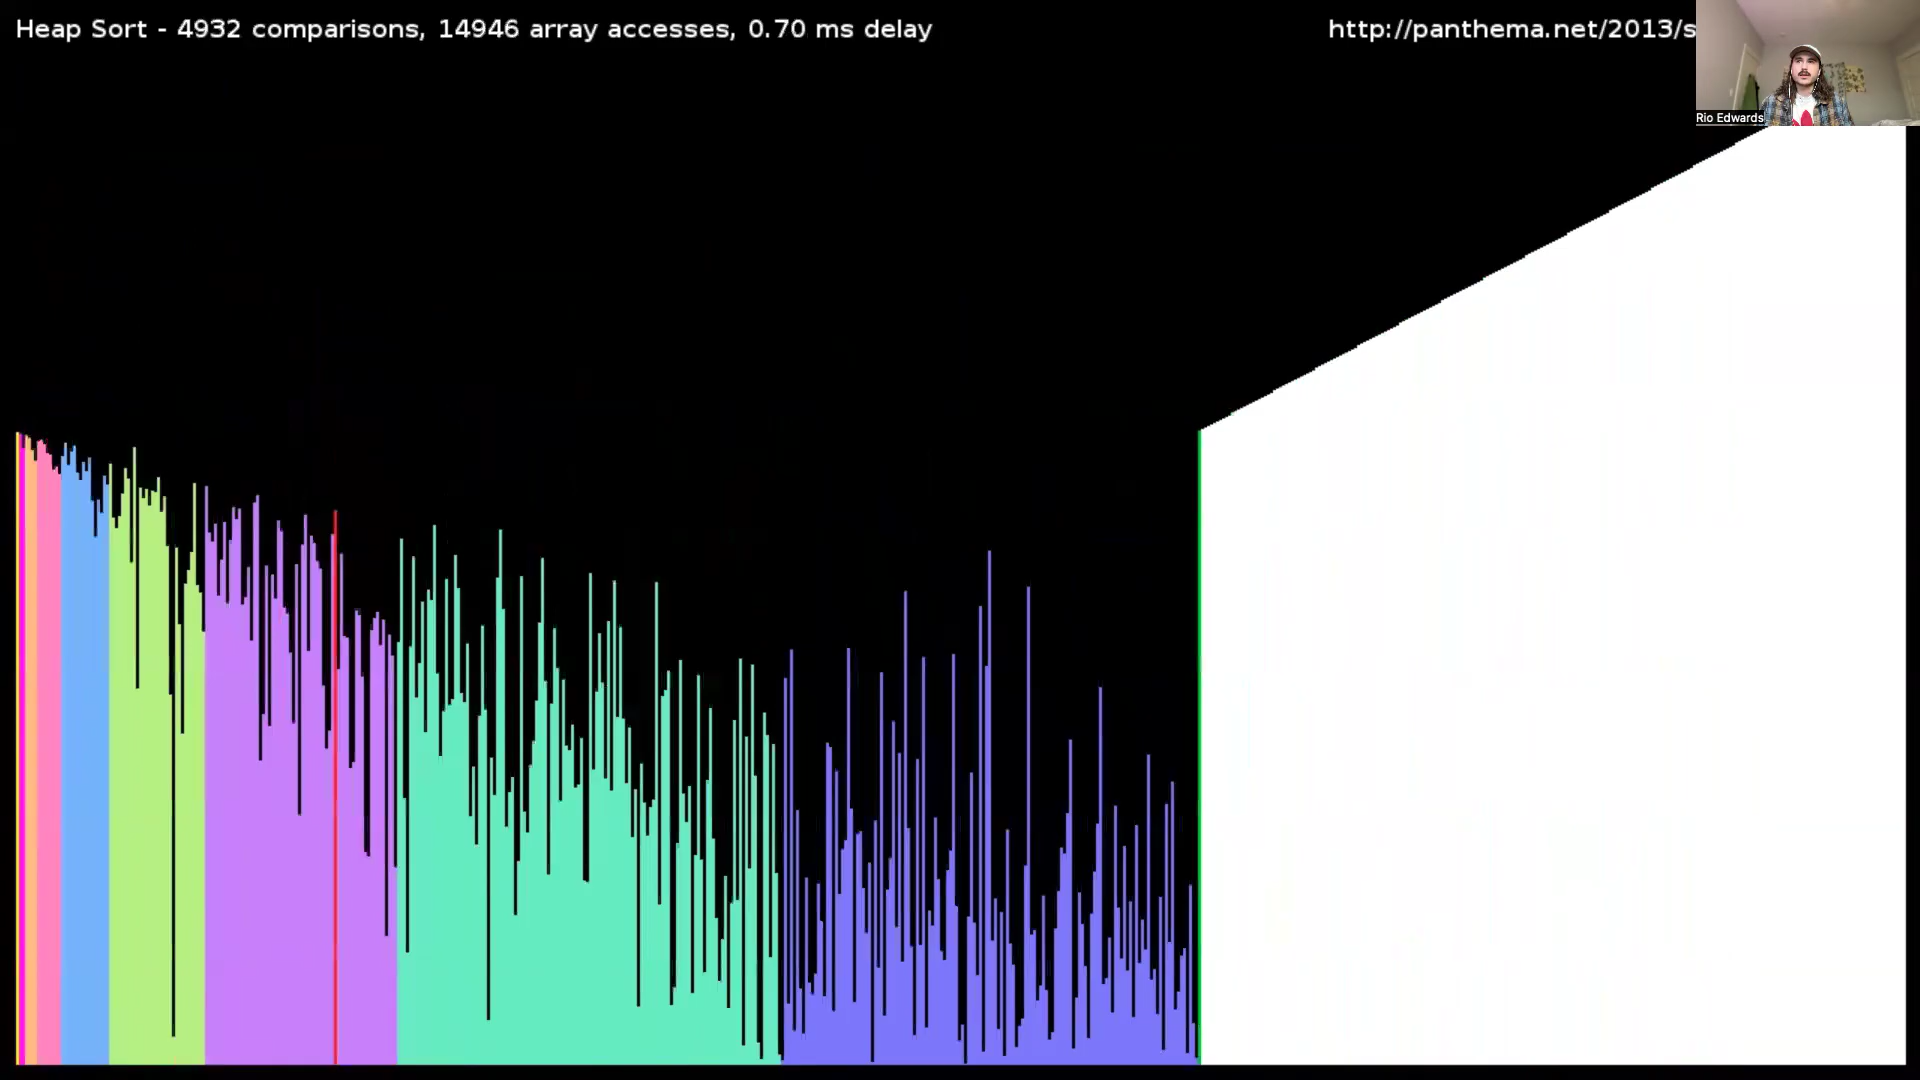 Heap Sort - 4932 comparisons, 14946 array accesses, 0.70 ms delay
http://panthema.net/2013/s
Rio Edwards